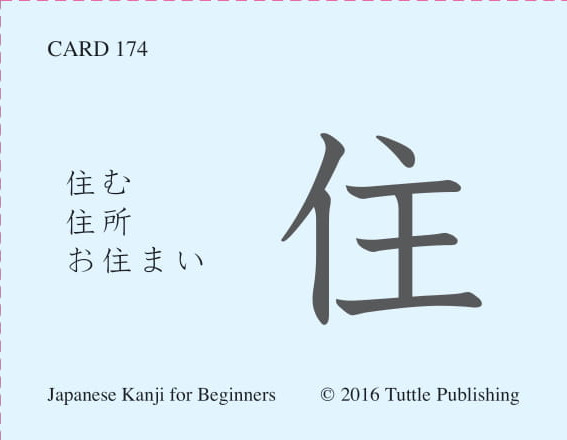 CARD 174
住む
住所
お住まい
住
Japanese Kanji for Beginners
© 2016 Tuttle Publishing